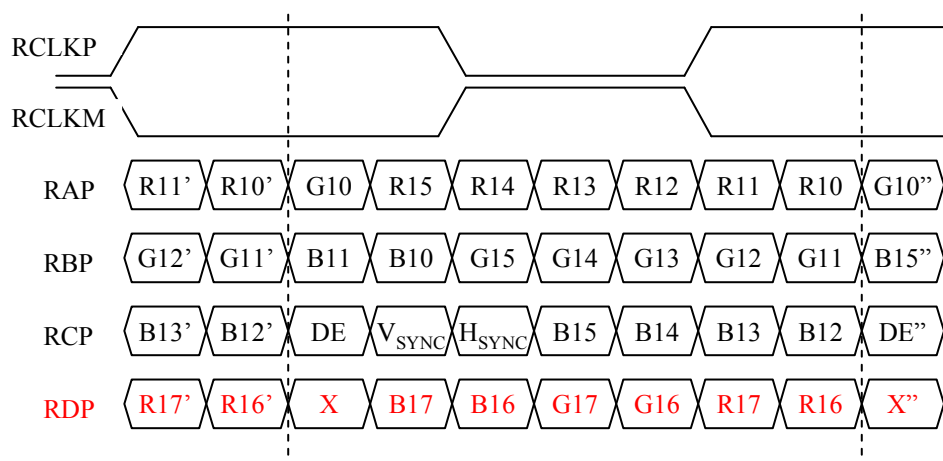 RCLKP
RCLKM
RAP R11’ R10’ G10 R15 R14 R13 R12 R11 R10 G10”
RBP G12’ G11’ B11 B10 G15 G14 G13 G12 G11 B15”
RCP B13’ B12’ DE VSYNC HSYNC B15 B14 B13 B12 DE”
RDP R17’ R16’ X B17 B16 G17 G16 R17 R16 X”